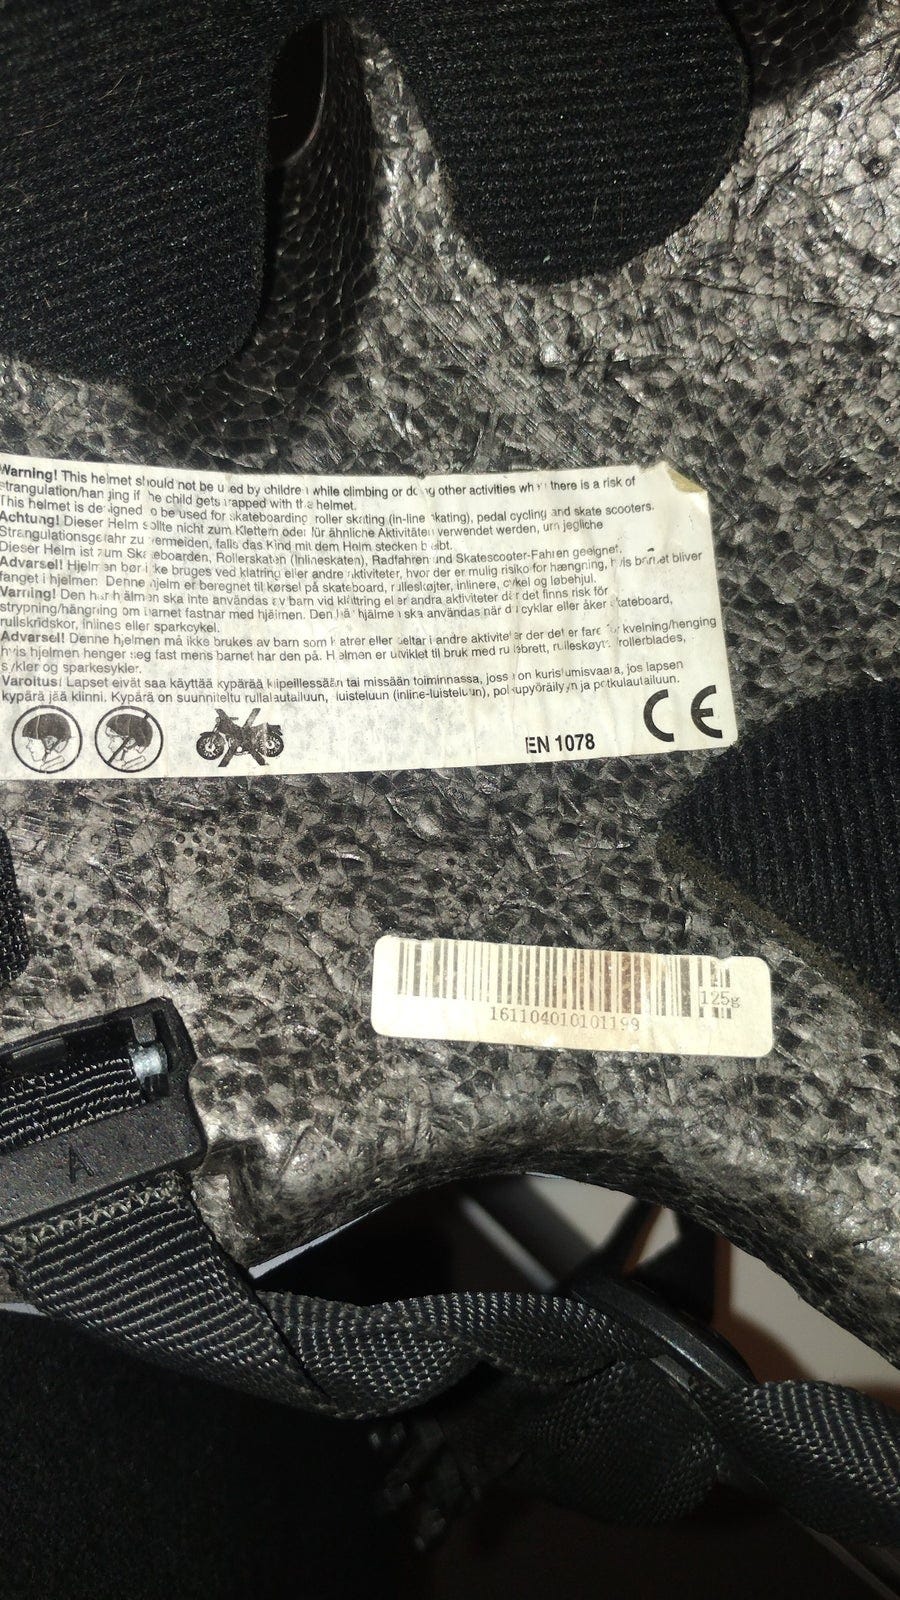 Warning! This helmet should not be used by children while climbing or doing other activities when there is a risk of
strangulation/hanging if the child gets trapped with the helmet.
This helmet is designed to be used for skateboarding roller skating (in-line skating), pedal cycling and skate scooters.
Achtung! Dieser Helm sollte nicht zum Klettern oder für ähnliche Aktivitäten verwendet werden, um jegliche
Strangulationsgefahr zu vermeiden, falls das Kind mit dem Helm stecken bleibt.
Dieser Helm ist zum Skateboarden, Rollerskaten (Inlineskaten), Radfahren und Skatescooter-Fahren geeignet.
Advarsel! Hjelmen bør ikke bruges ved klatring eller andre aktiviteter, hvor der er mulig risiko for hængning, hvis barnet bliver
fanget i hjelmen. Denne hjelm er beregnet til kørsel på skateboard, rulleskøjter, inlinere, cykel og løbehjul.
Varning! Den här hjälmen ska inte användas av barn vid klättring eller andra aktiviteter där det finns risk för
strypning/hängning om barnet fastnar med hjälmen. Den här hjälmen ska användas när du cyklar eller åker skateboard,
rullskridskor, inlines eller sparkcykel.
Advarsel! Denne hjelmen må ikke brukes av barn som klatrer eller deltar i andre aktiviteter der det er fare for kvelning/henging
hvis hjelmen henger seg fast mens barnet har den på. Hjelmen er utviklet til bruk med rullebrett, rulleskøyter, rollerblades,
sykler og sparkesykler.
Varoitus! Lapset eivät saa käyttää kypärää kiipeillessään tai missään toiminnassa, jossa on kuristumisvaara, jos lapsen
kypärä jää kiinni. Kypärä on suunniteltu rullalautailuun, luisteluun (inline-luisteluun), polkupyöräilyyn ja potkulautailuun.
EN 1078 CE
125g
161104010101199
A